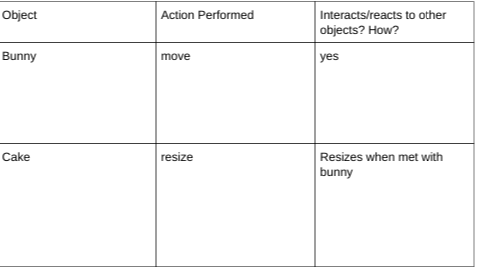 Object
Action Performed
Interacts/reacts to other
objects? How?
Bunny
move
yes
Cake
resize
Resizes when met with
bunny